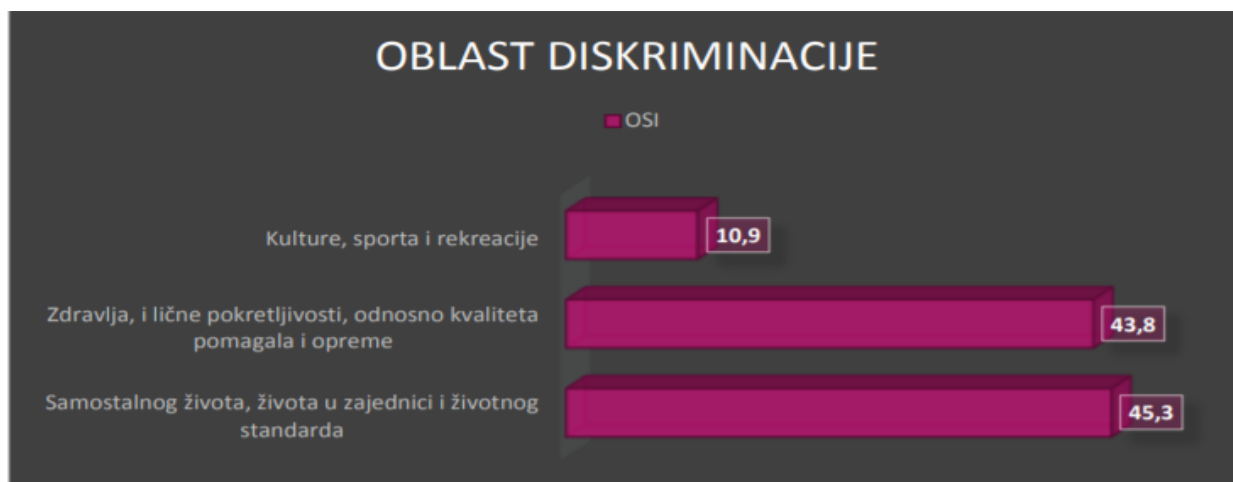 OBLAST DISKRIMINACIJE
OSI
Kulture, sporta i rekreacije
10,9
Zdravlja, i lične pokretljivosti, odnosno kvaliteta
pomagala i opreme
43,8
Samostalnog života, života u zajednici i životnog
standarda
45,3